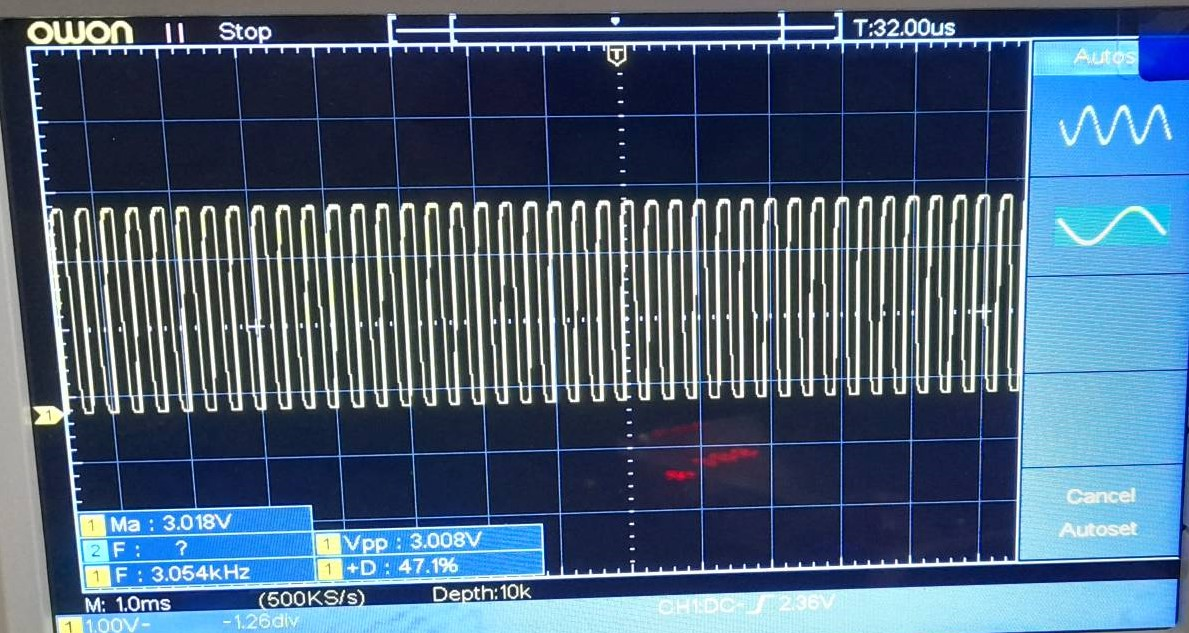 OWON || Stop T:32.00us
T
Autos
1
1 Ma : 3.018V
2 F : ?
1 F : 3.054kHz
1 Vpp : 3.008V
1 +D : 47.1%
Cancel
Autoset
M: 1.0ms (500KS/s) Depth:10k
CH1:DC- 2.36V
1 1.00V- -1.26div